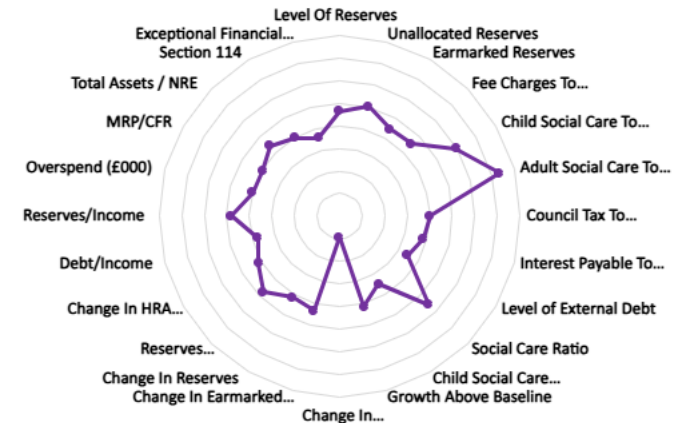 Level Of Reserves
Unallocated Reserves
Earmarked Reserves
Fee Charges To...
Child Social Care To...
Adult Social Care To...
Council Tax To...
Interest Payable To...
Level of External Debt
Social Care Ratio
Child Social Care...
Growth Above Baseline
Change In...
Change In Earmarked...
Change In Reserves
Reserves...
Change In HRA...
Debt/Income
Reserves/Income
Overspend (£000)
MRP/CFR
Total Assets / NRE
Section 114
Exceptional Financial...